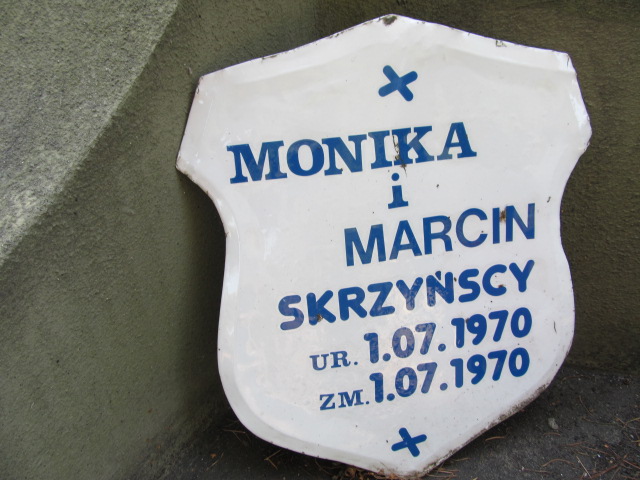 MONIKA
i
MARCIN
SKRZYŃSCY
UR. 1.07.1970
ZM. 1.07.1970